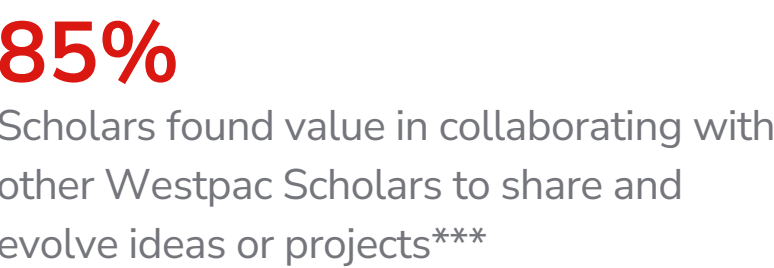 85%
Scholars found value in collaborating with
other Westpac Scholars to share and
evolve ideas or projects***